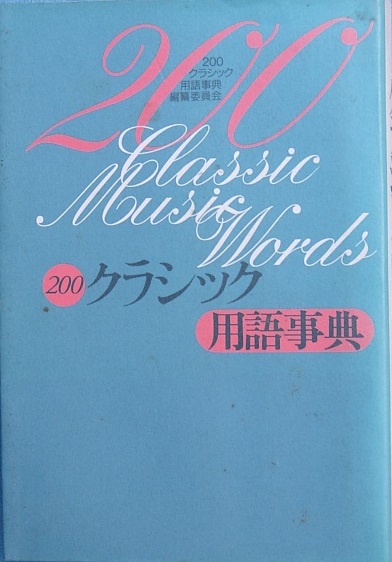 200
200
クラシック
用語事典
編纂委員会
Classic
Music
Words
200 クラシック
用語事典